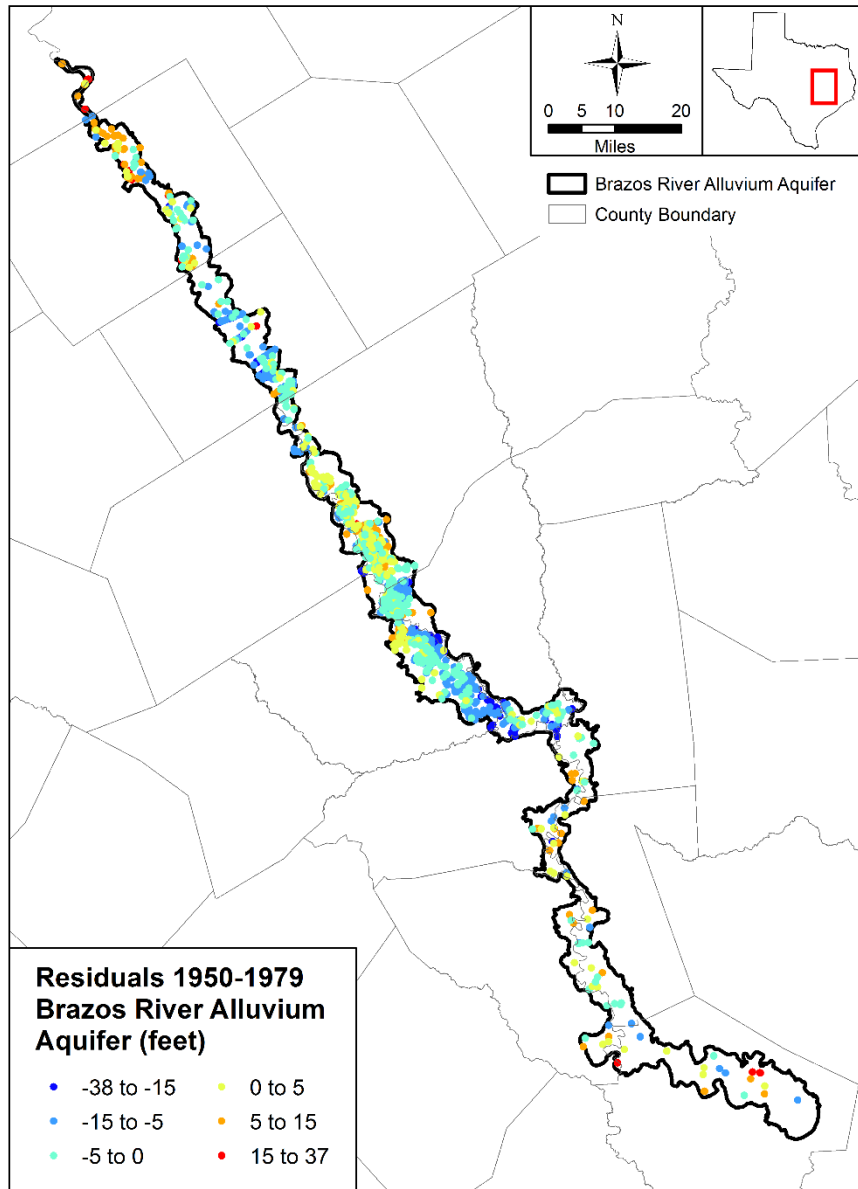 N
0 5 10 20
Miles
Brazos River Alluvium Aquifer
County Boundary
Residuals 1950-1979
Brazos River Alluvium
Aquifer (feet)
-38 to -15
0 to 5
-15 to -5
5 to 15
-5 to 0
15 to 37